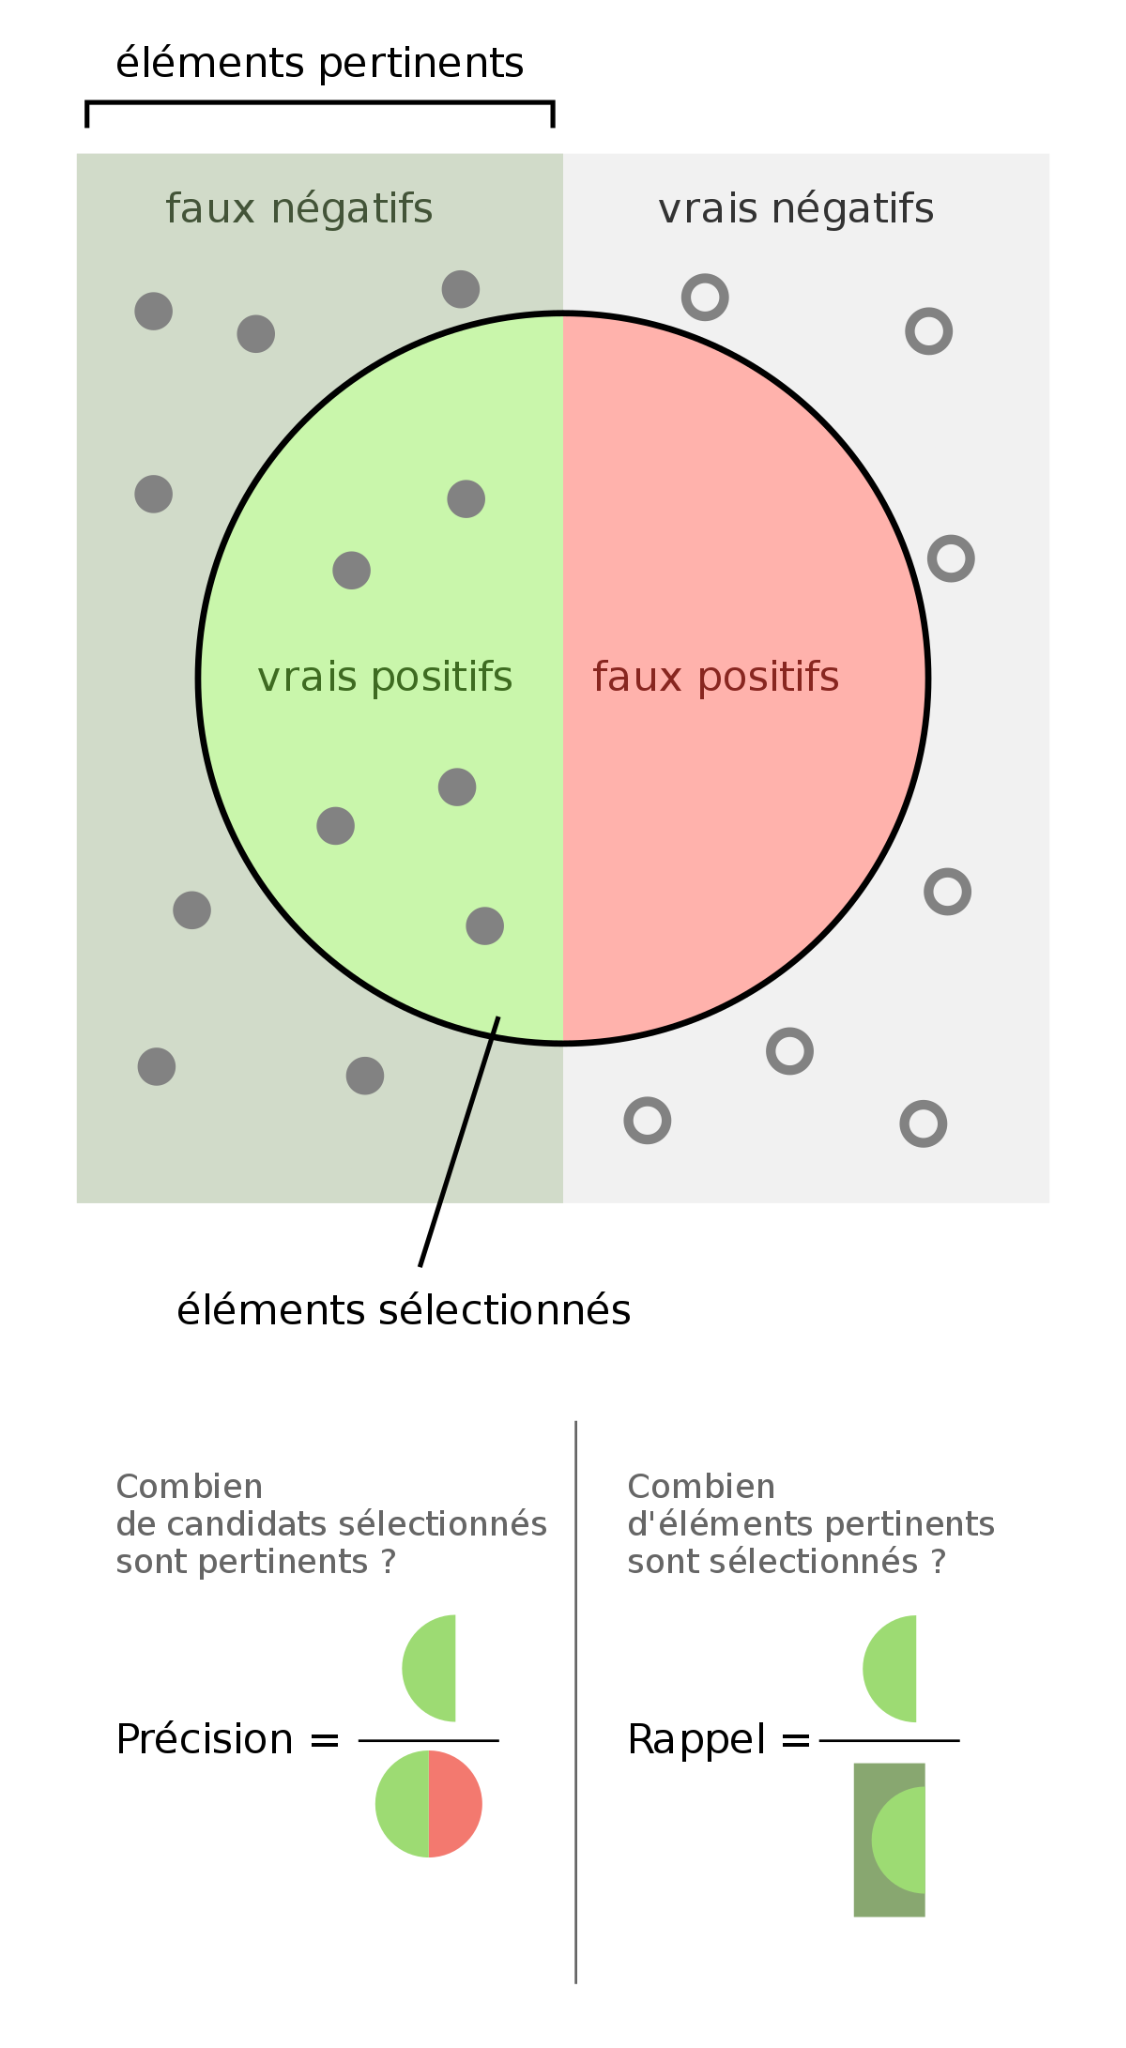 éléments pertinents
faux négatifs
vrais négatifs
vrais positifs
faux positifs
éléments sélectionnés
Combien
de candidats sélectionnés
sont pertinents ?
Précision =
Combien
d'éléments pertinents
sont sélectionnés ?
Rappel =